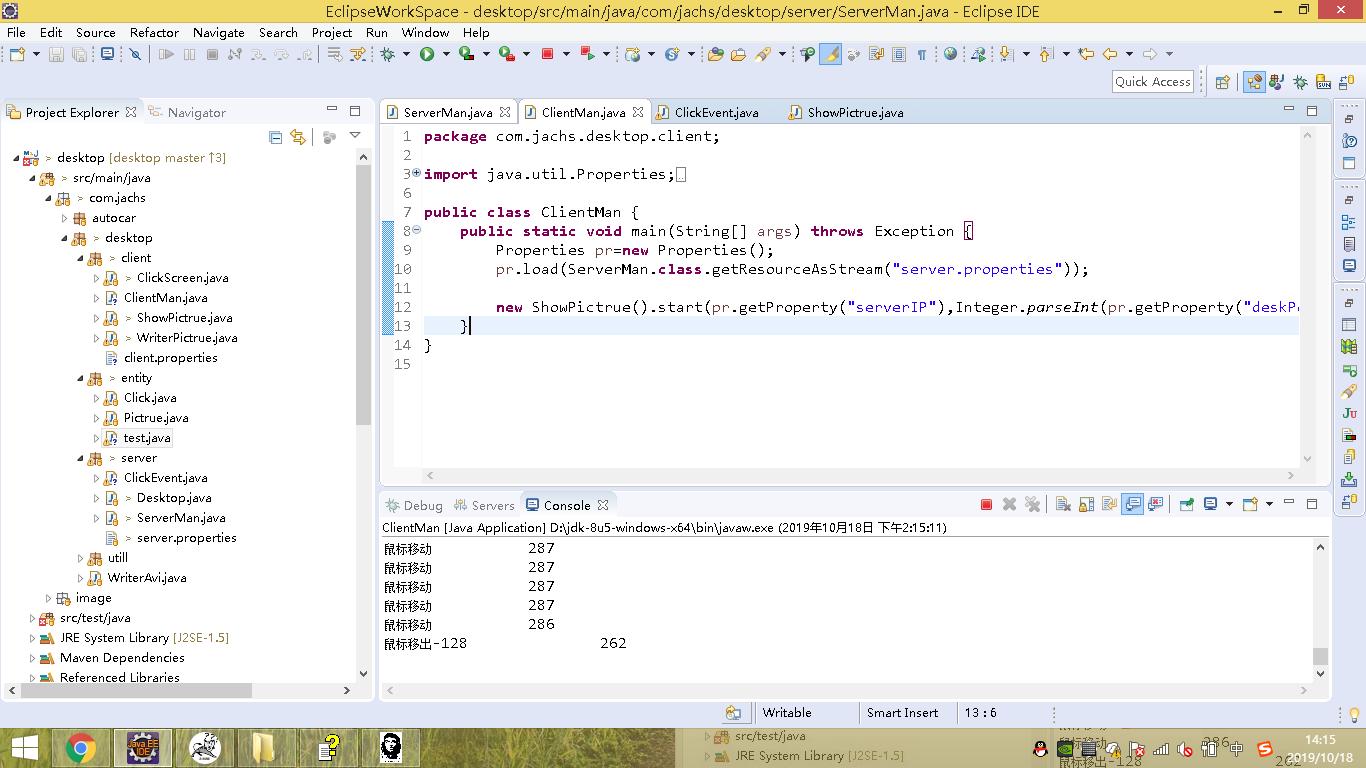 EclipseWorkSpace - desktop/src/main/java/com/jachs/desktop/server/ServerMan.java - Eclipse IDE
File Edit Source Refactor Navigate Search Project Run Window Help
Quick Access
Project Explorer Navigator
> desktop [desktop master ↑3]
> src/main/java
> com.jachs
autocar
> desktop
> client
> ClickScreen.java
ClientMan.java
> ShowPictrue.java
> WriterPictrue.java
client.properties
> entity
Click.java
Pictrue.java
test.java
> server
ClickEvent.java
> Desktop.java
> ServerMan.java
> server.properties
utill
WriterAvi.java
image
src/test/java
JRE System Library [J2SE-1.5]
Maven Dependencies
Referenced Libraries
ServerMan.java ClientMan.java ClickEvent.java ShowPictrue.java
1 package com.jachs.desktop.client;
2
3 import java.util.Properties;
6
7 public class ClientMan {
8 public static void main(String[] args) throws Exception {
9 Properties pr=new Properties();
10 pr.load(ServerMan.class.getResourceAsStream("server.properties"));
11
12 new ShowPictrue().start(pr.getProperty("serverIP"),Integer.parseInt(pr.getProperty("deskP
13 }
14 }
15
Debug Servers Console
ClientMan [Java Application] D:\jdk-8u5-windows-x64\bin\javaw.exe (2019年10月18日 下午2:15:11)
鼠标移动 287
鼠标移动 287
鼠标移动 287
鼠标移动 287
鼠标移动 286
鼠标移出-128 262
Writable Smart Insert 13 : 6
Java EE
IDE
> src/test/java
JRE System Library [J2SE-1.5]
中
14:15
2019/10/18